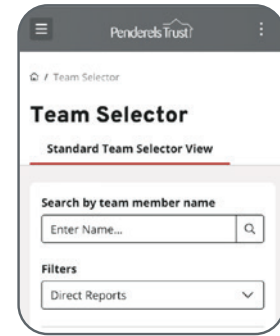 Penderels Trust
/ Team Selector
Team Selector
Standard Team Selector View
Search by team member name
Enter Name...
Filters
Direct Reports